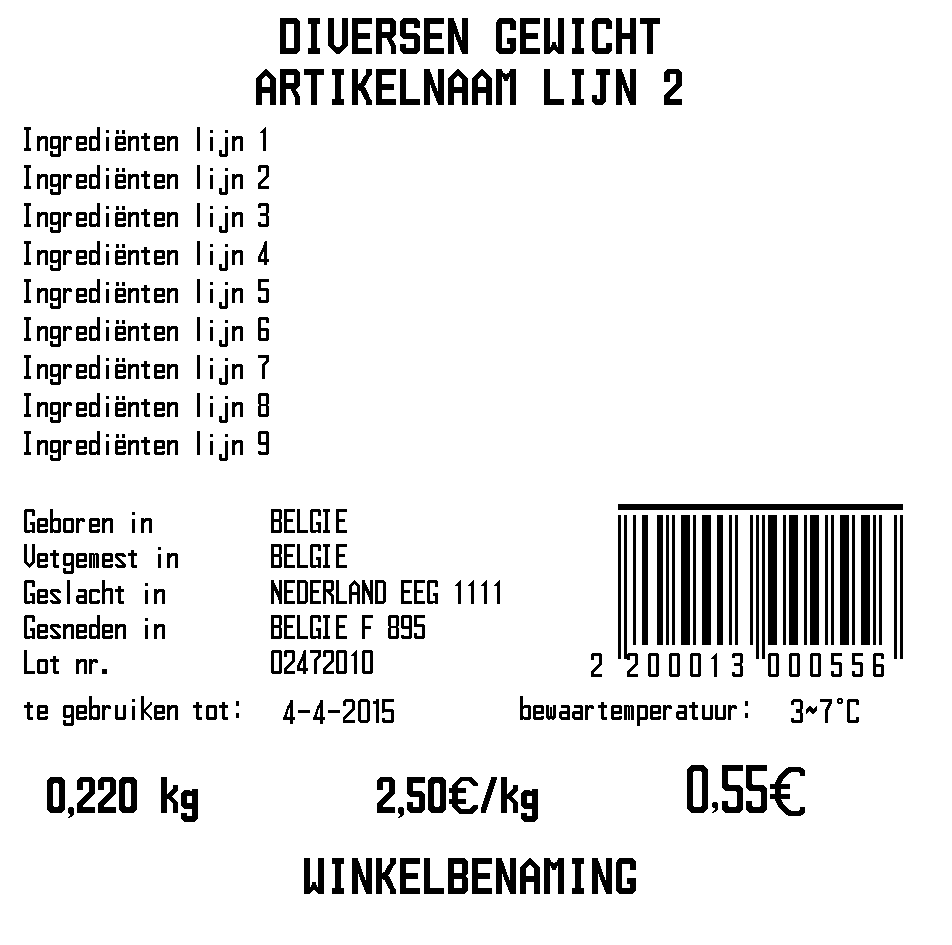 DIVERSEN GEWICHT
ARTIKELNAAM LIJN 2
Ingrediënten lijn 1
Ingrediënten lijn 2
Ingrediënten lijn 3
Ingrediënten lijn 4
Ingrediënten lijn 5
Ingrediënten lijn 6
Ingrediënten lijn 7
Ingrediënten lijn 8
Ingrediënten lijn 9
Geboren in BELGIE
Vetgemest in BELGIE
Geslacht in NEDERLAND EEG 1111
Gesneden in BELGIE F 895
Lot nr. 02472010
2 200013 000556
te gebruiken tot: 4-4-2015 bewaartemperatuur: 3~7°C
0,220 kg 2,50€/kg 0,55€
WINKELBENAMING